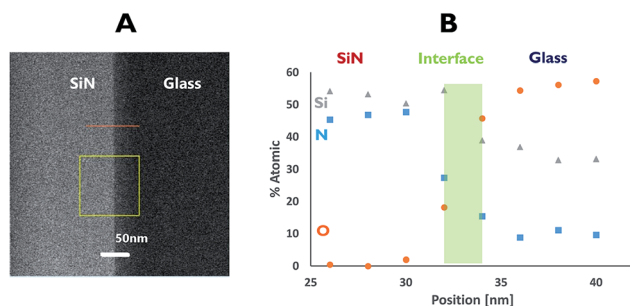 A
SiN
Glass
50nm
B
SiN
Interface
Glass
% Atomic
60
50
40
30
20
10
0
Si
N
O
25
30
35
40
Position [nm]